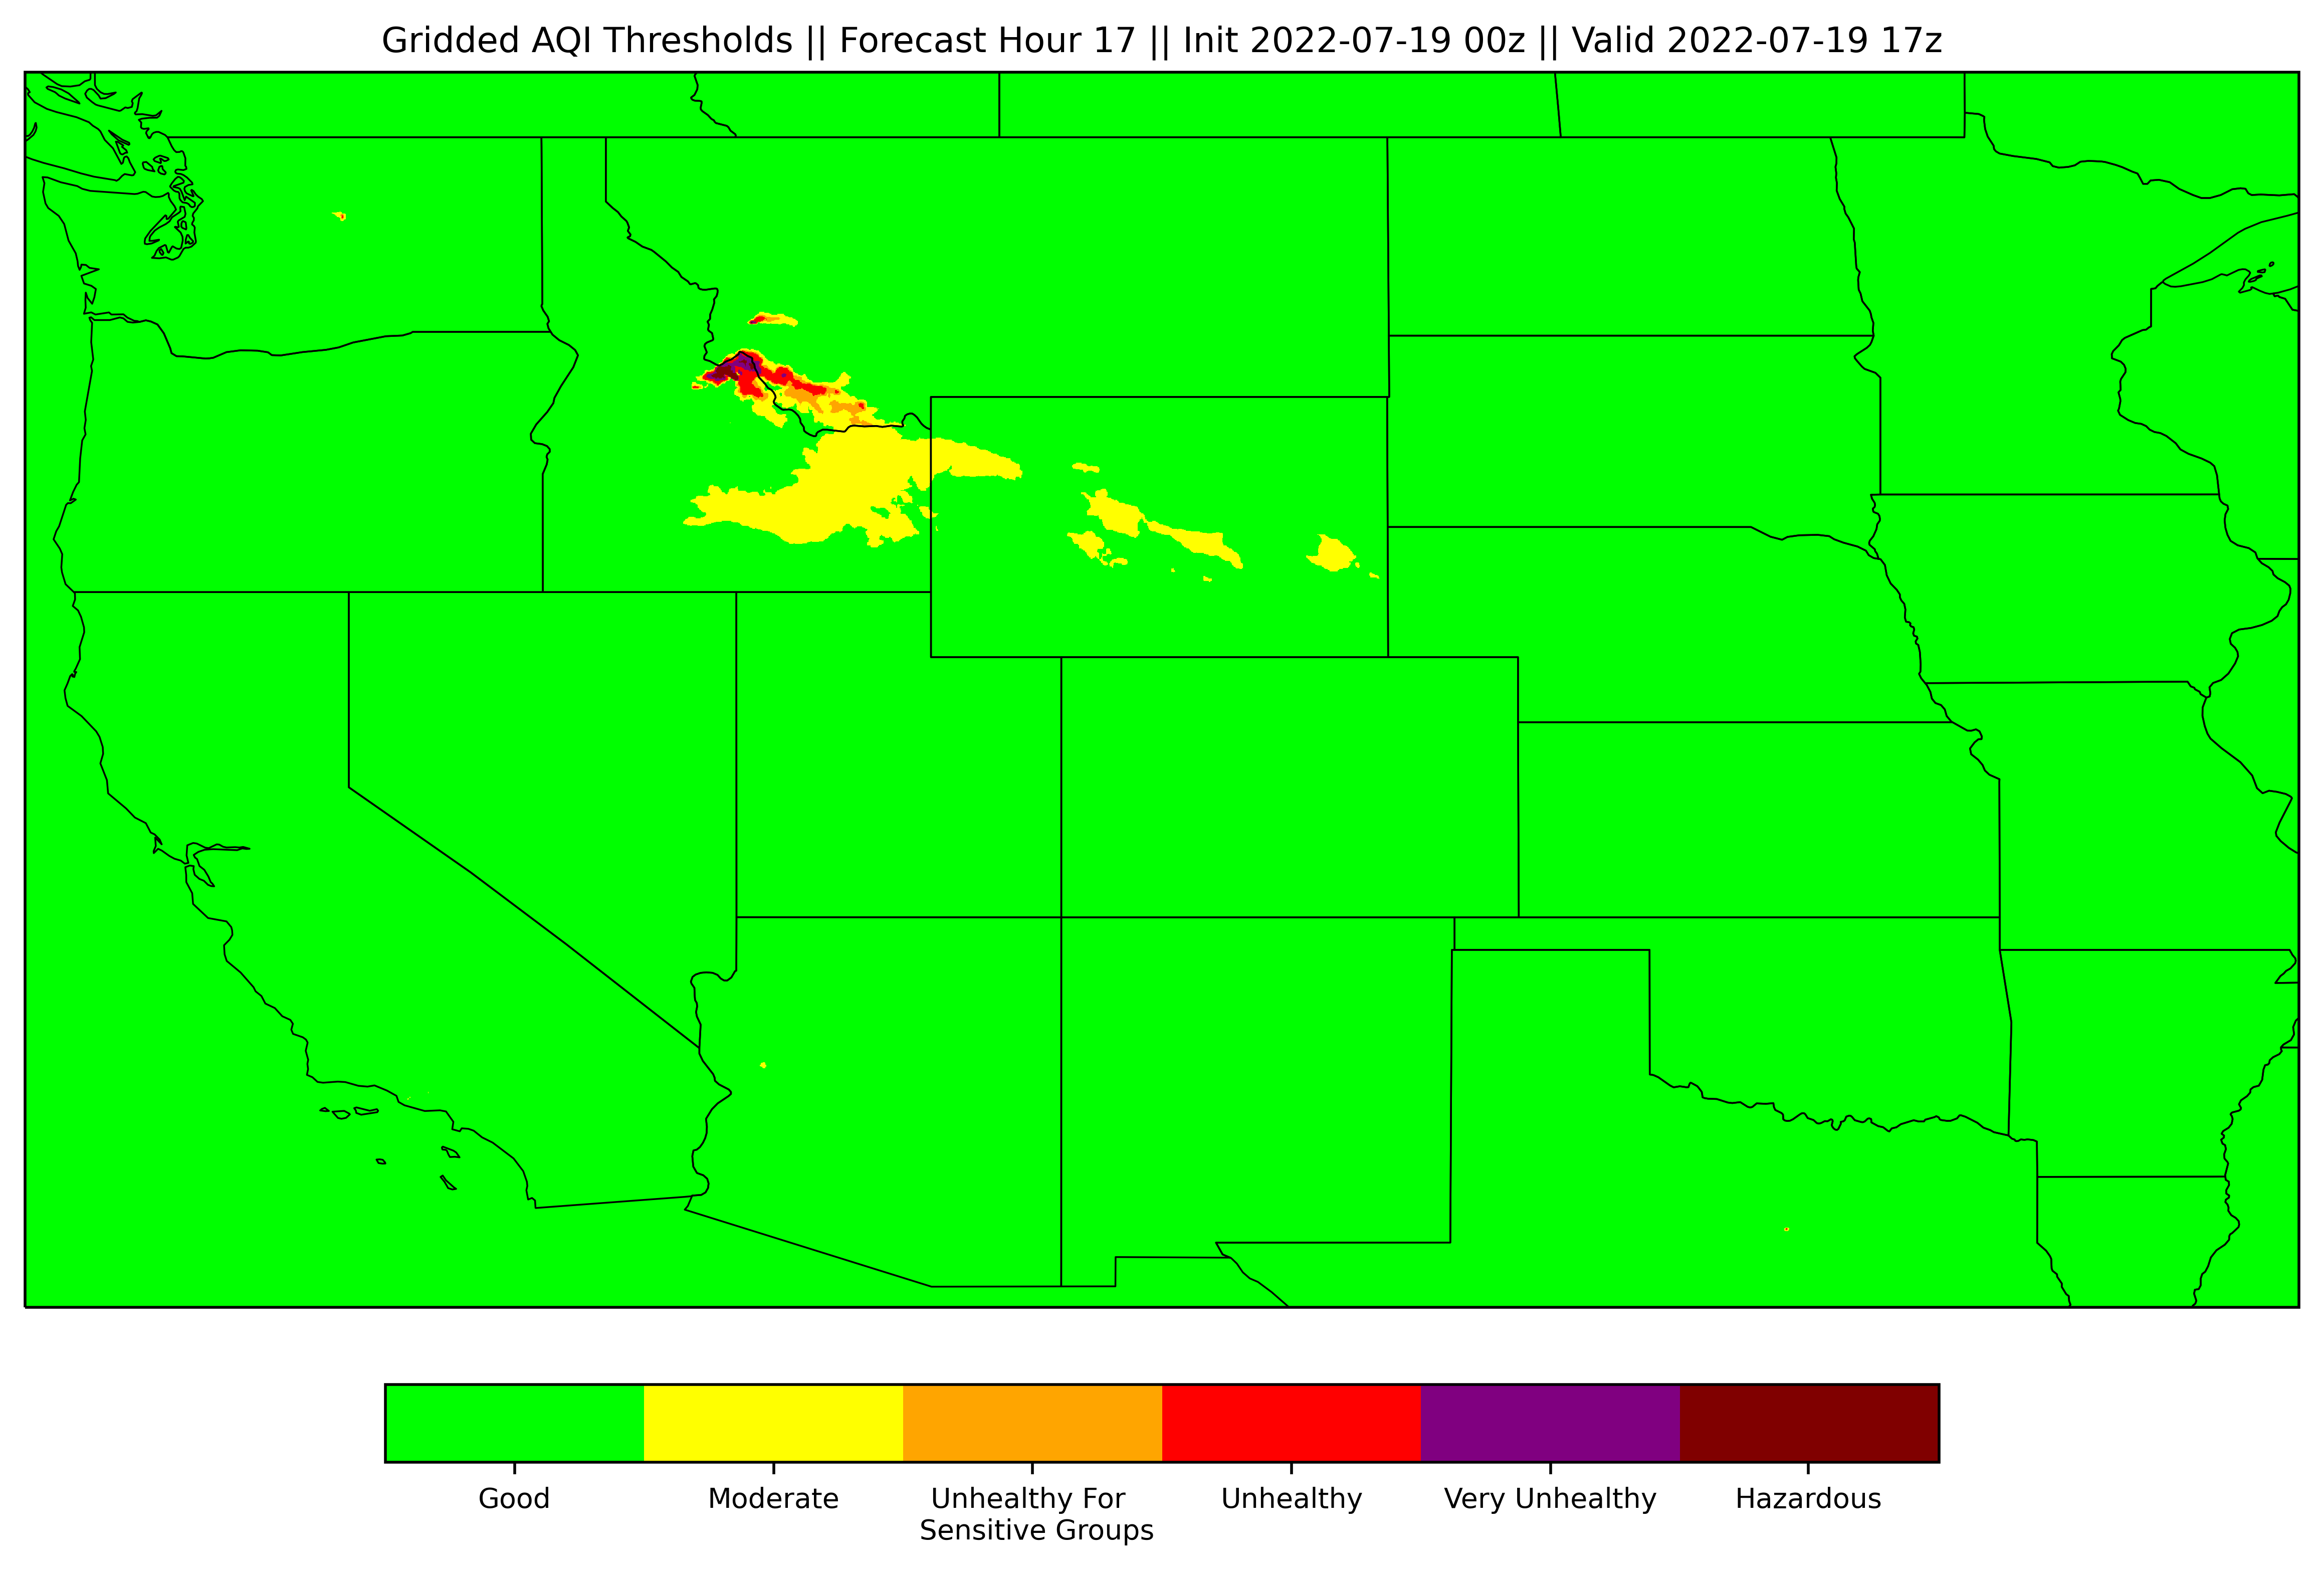 Gridded AQI Thresholds || Forecast Hour 17 || Init 2022-07-19 00z || Valid 2022-07-19 17z
Good
Moderate
Unhealthy For
Sensitive Groups
Unhealthy
Very Unhealthy
Hazardous